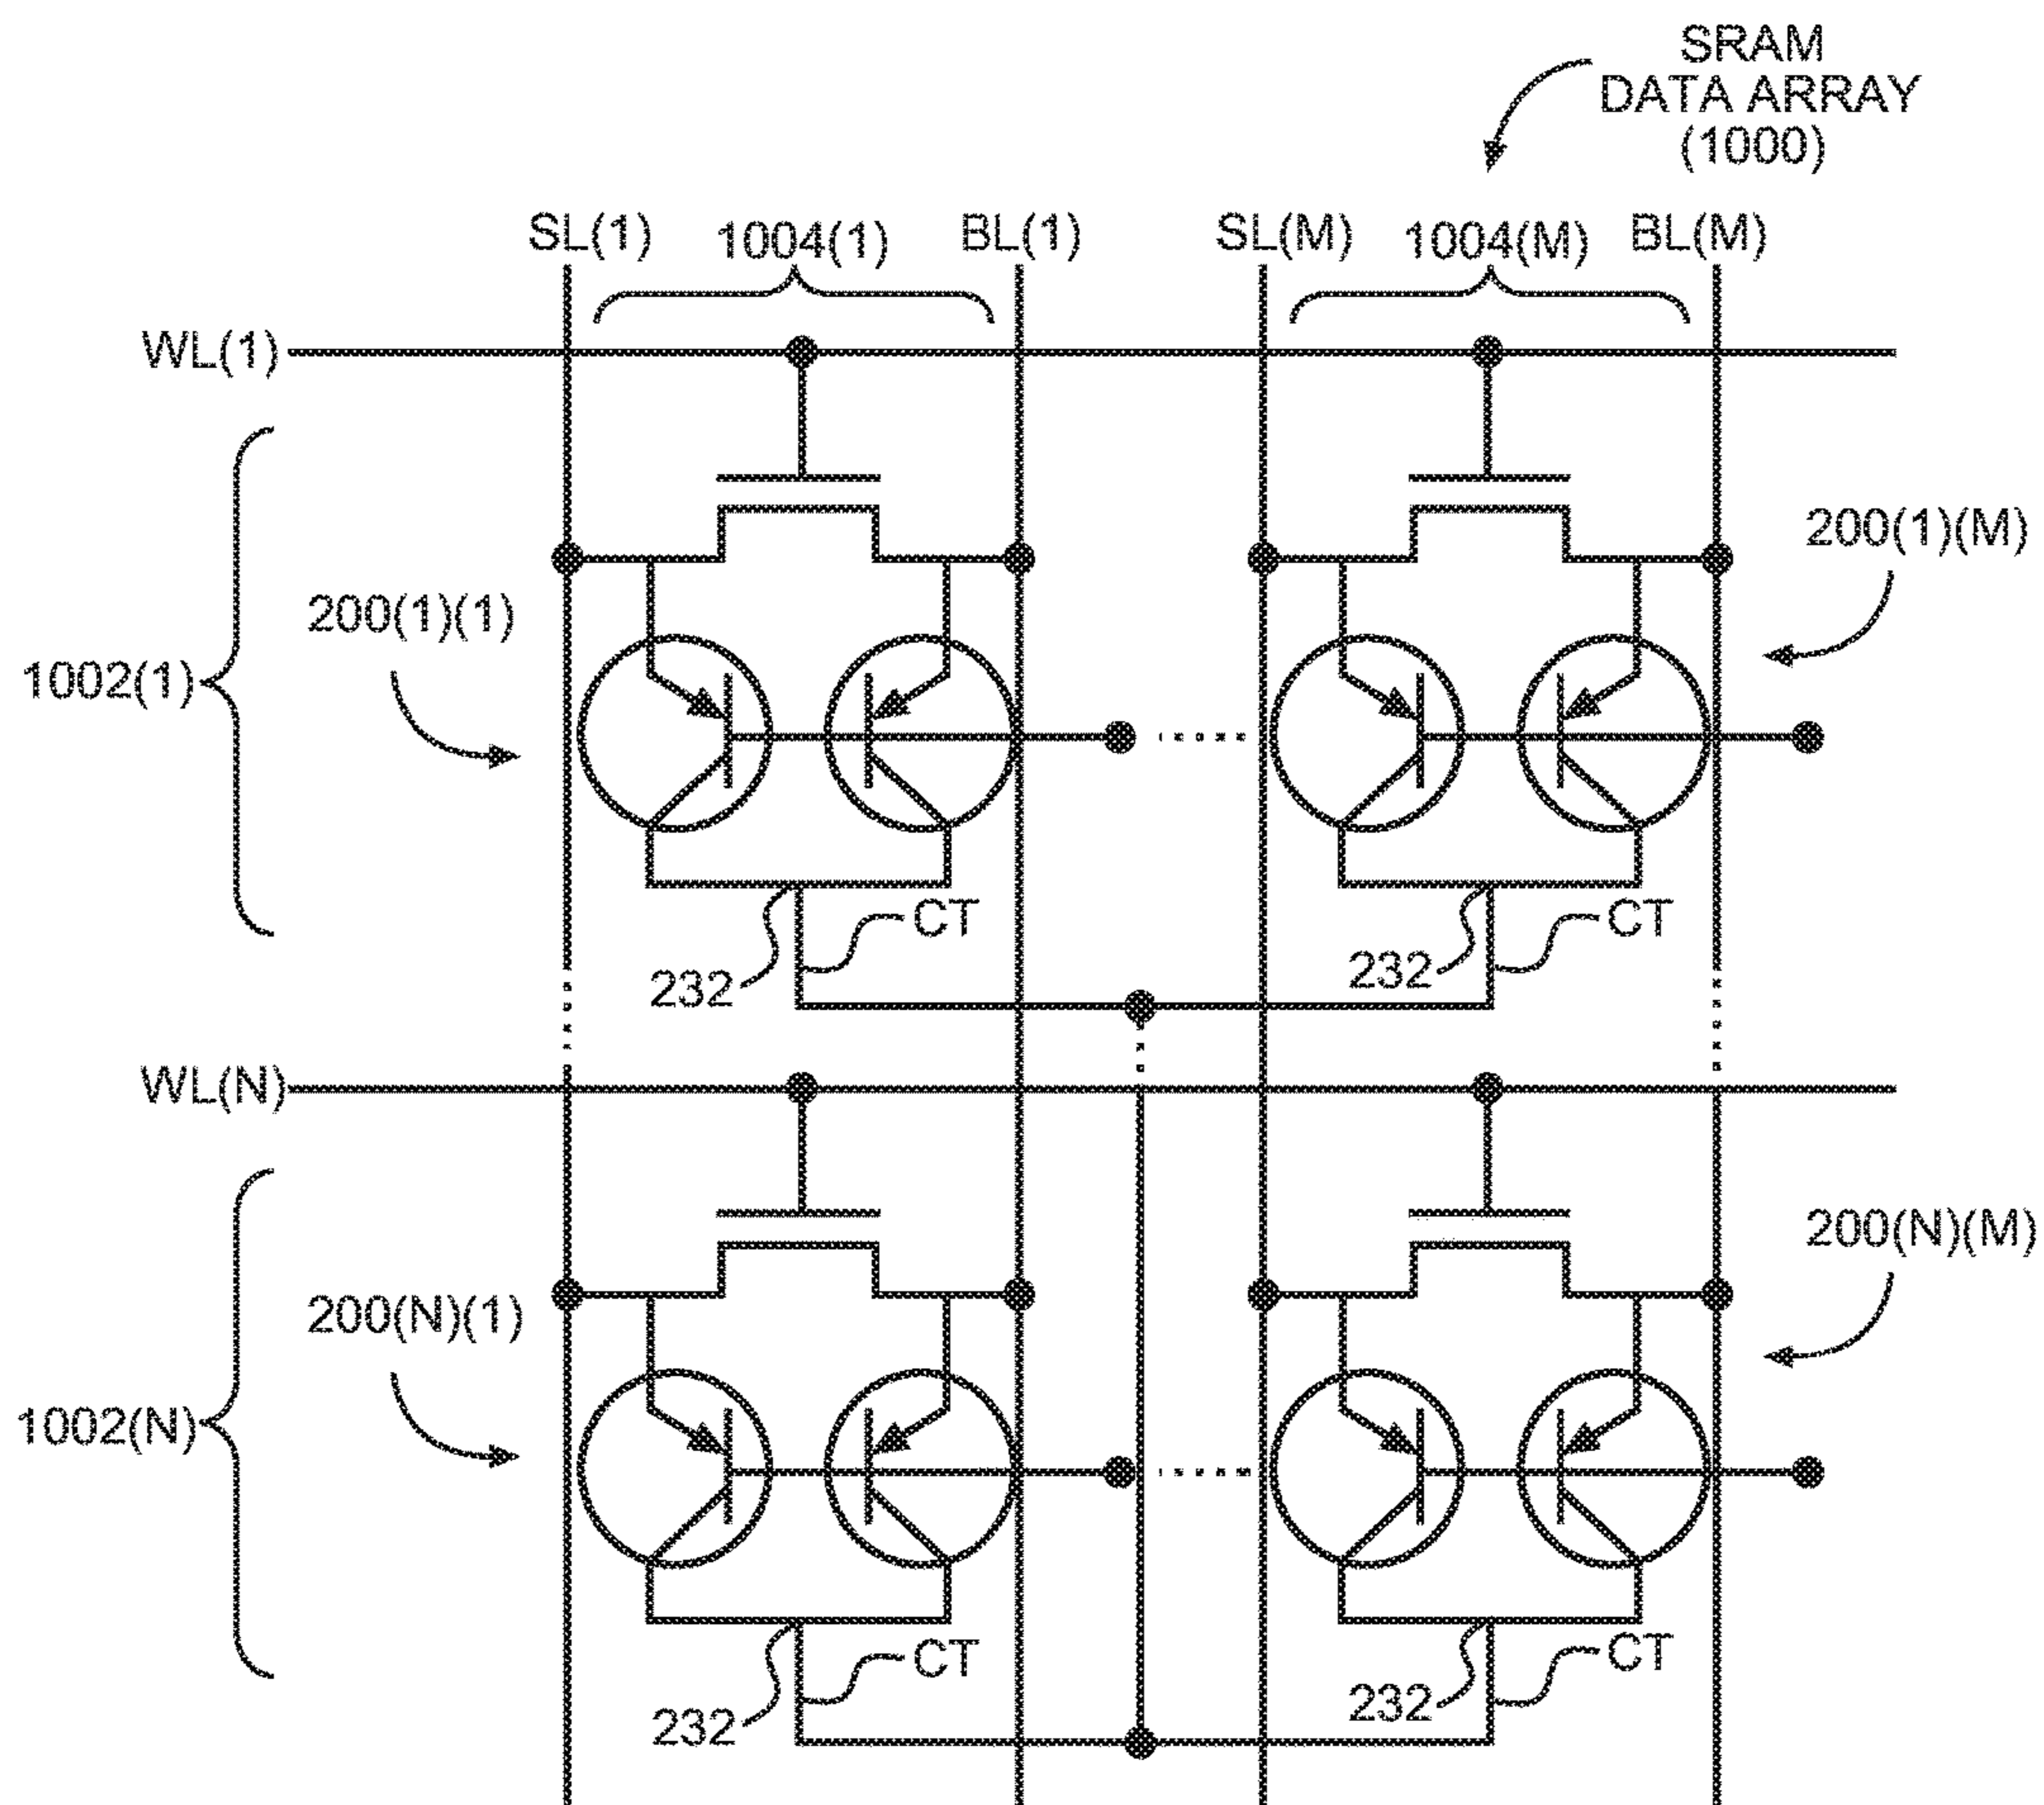 SRAM
DATA ARRAY
(1000)
SL(1)
1004(1)
BL(1)
SL(M)
1004(M)
BL(M)
WL(1)
200(1)(M)
200(1)(1)
1002(1)
CT
CT
232
232
WL(N)
200(N)(M)
200(N)(1)
1002(N)
CT
CT
232
232